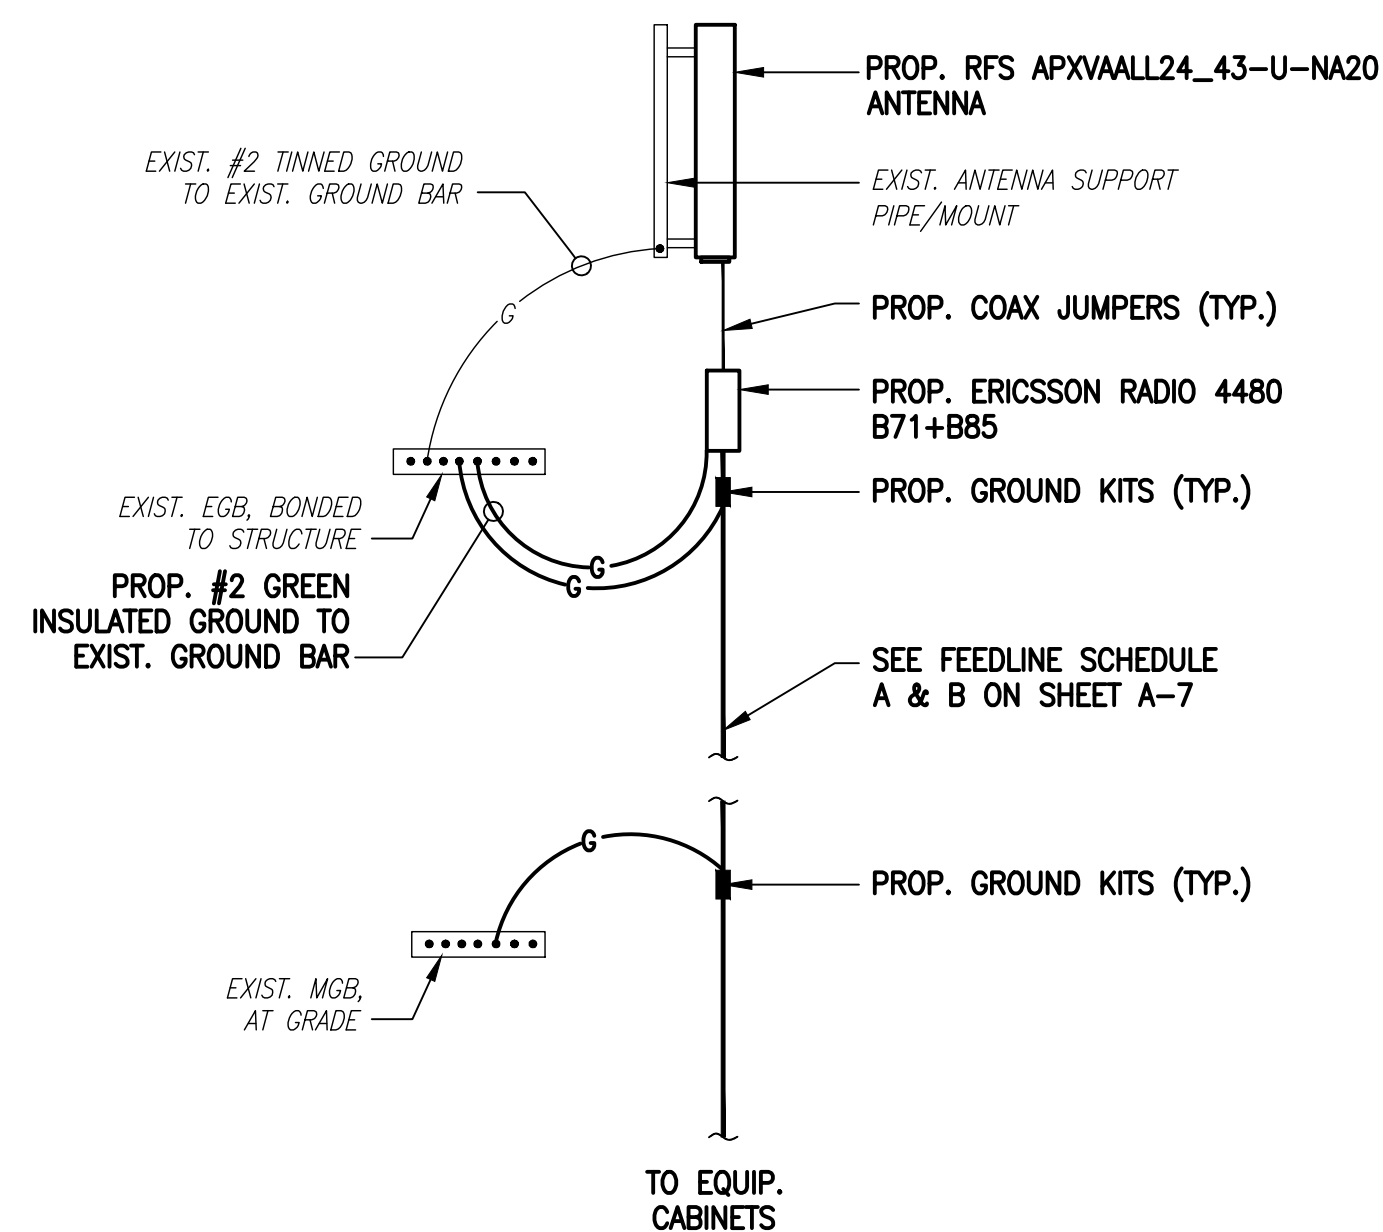 PROP. RFS APXVAALL24_43-U-NA20
ANTENNA
EXIST. #2 TINNED GROUND
TO EXIST. GROUND BAR
EXIST. ANTENNA SUPPORT
PIPE/MOUNT
G
PROP. COAX JUMPERS (TYP.)
PROP. ERICSSON RADIO 4480
B71+B85
PROP. GROUND KITS (TYP.)
EXIST. EGB, BONDED
TO STRUCTURE
G
G
PROP. #2 GREEN
INSULATED GROUND TO
EXIST. GROUND BAR
SEE FEEDLINE SCHEDULE
A & B ON SHEET A-7
G
PROP. GROUND KITS (TYP.)
EXIST. MGB,
AT GRADE
TO EQUIP.
CABINETS